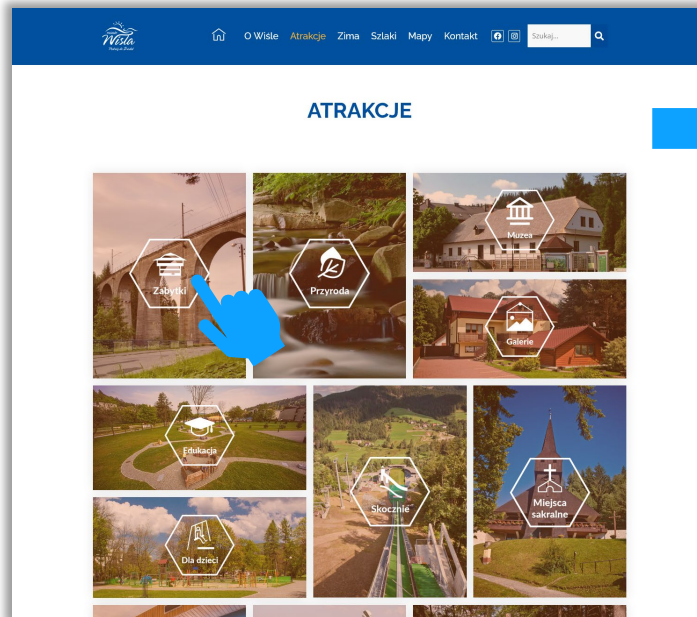 Wisła
O Wiśle Atrakcje Zima Szlaki Mapy Kontakt Szukaj...
ATRAKCJE
Zabytki
Przyroda
Muzea
Galerie
Edukacja
Skocznie
Miejsca
sakralne
Dla dzieci